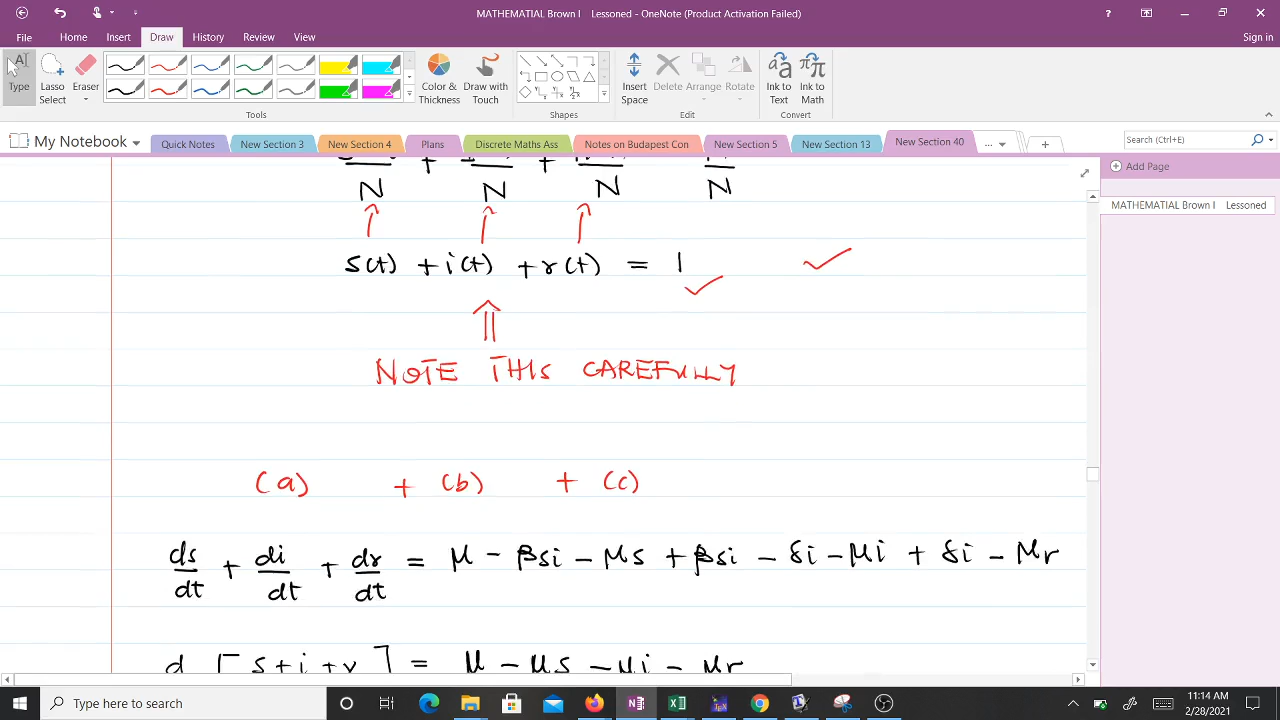 MATHEMATIAL Brown I    Lessoned - OneNote (Product Activation Failed)
File Home Insert Draw History Review View Sign in
Type Lasso Select Eraser Color & Thickness Draw with Touch Insert Space Delete Arrange Rotate Ink to Text Ink to Math
Tools Shapes Edit Convert
My Notebook Quick Notes New Section 3 New Section 4 Plans Discrete Maths Ass Notes on Budapest Con New Section 5 New Section 13 New Section 40 ... Search (Ctrl+E)
Add Page
MATHEMATIAL Brown I    Lessoned
N N N N
s(t) + i(t) + r(t) = 1
NOTE THIS CAREFULLY
(a) + (b) + (c)
ds/dt + di/dt + dr/dt = μ - βsi - μs + βsi - δi - μi + δi - μr
d [s+i+r] = μ - μs - μi - μr
Type here to search
11:14 AM
2/28/2021